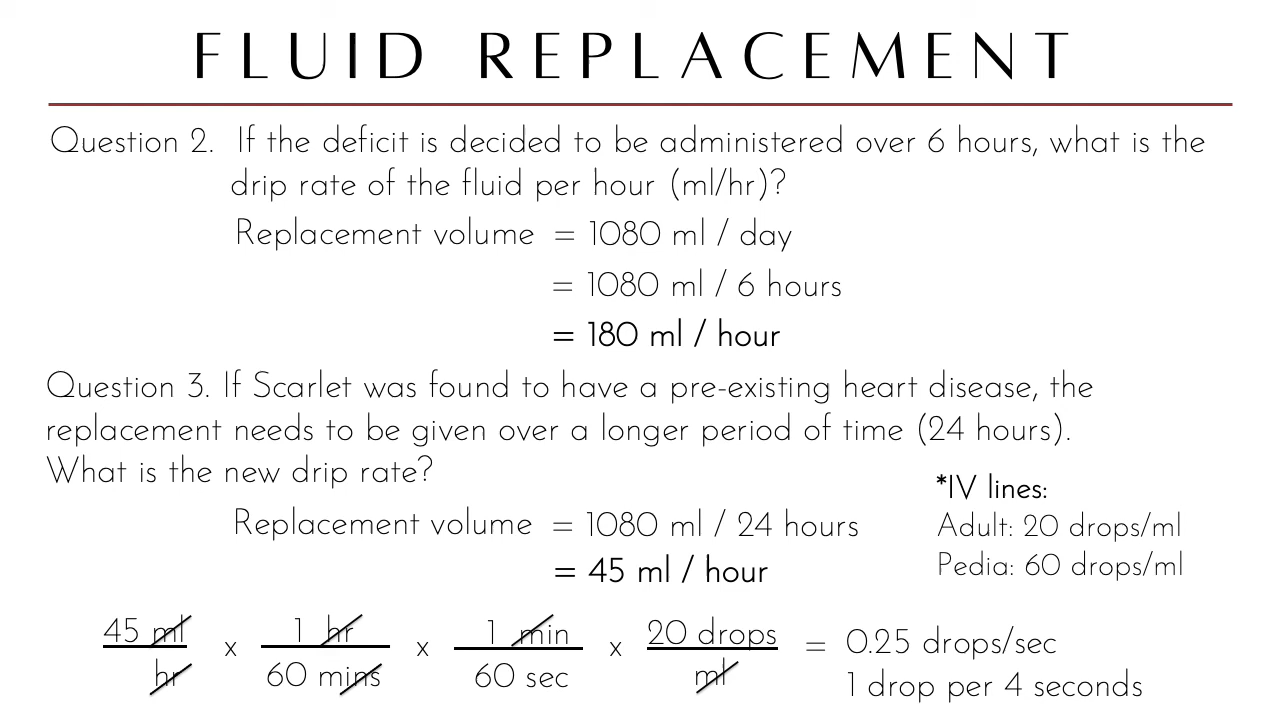 FLUID REPLACEMENT
Question 2. If the deficit is decided to be administered over 6 hours, what is the
drip rate of the fluid per hour (ml/hr)?
Replacement volume = 1080 ml / day
= 1080 ml / 6 hours
= 180 ml / hour
Question 3. If Scarlet was found to have a pre-existing heart disease, the
replacement needs to be given over a longer period of time (24 hours).
What is the new drip rate?
*IV lines:
Adult: 20 drops/ml
Pedia: 60 drops/ml
Replacement volume = 1080 ml / 24 hours
= 45 ml / hour
45 ml x 1 hr x 1 min x 20 drops = 0.25 drops/sec
hr 60 mins 60 sec ml 1 drop per 4 seconds